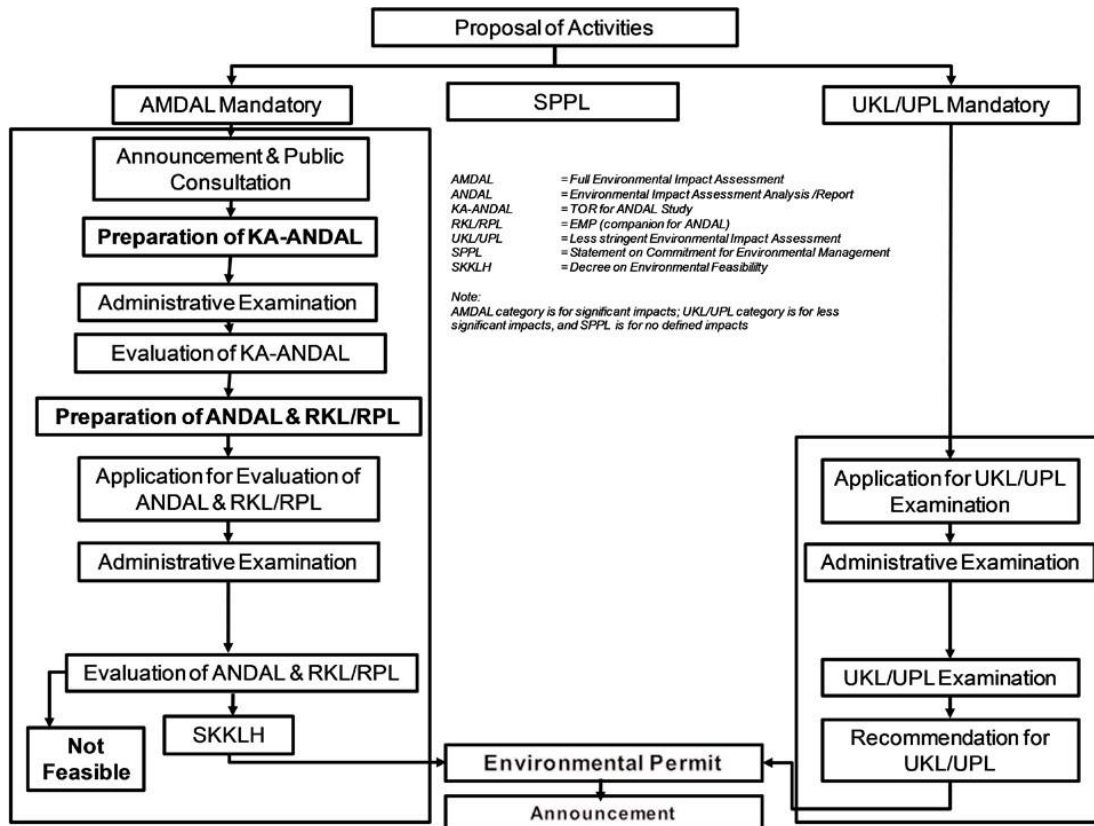 Proposal of Activities
AMDAL Mandatory
SPPL
UKL/UPL Mandatory
Announcement & Public
Consultation
Preparation of KA-ANDAL
Administrative Examination
Evaluation of KA-ANDAL
Preparation of ANDAL & RKL/RPL
Application for Evaluation of
ANDAL & RKL/RPL
Administrative Examination
Evaluation of ANDAL & RKL/RPL
Not
Feasible
SKKLH
AMDAL = Full Environmental Impact Assessment
ANDAL = Environmental Impact Assessment Analysis /Report
KA-ANDAL = TOR for ANDAL Study
RKL/RPL = EMP (companion for ANDAL)
UKL/UPL = Less stringent Environmental Impact Assessment
SPPL = Statement on Commitment for Environmental Management
SKKLH = Decree on Environmental Feasibililty
Note:
AMDAL category is for significant impacts; UKL/UPL category is for less
significant impacts, and SPPL is for no defined impacts
Application for UKL/UPL
Examination
Administrative Examination
UKL/UPL Examination
Recommendation for
UKL/UPL
Environmental Permit
Announcement